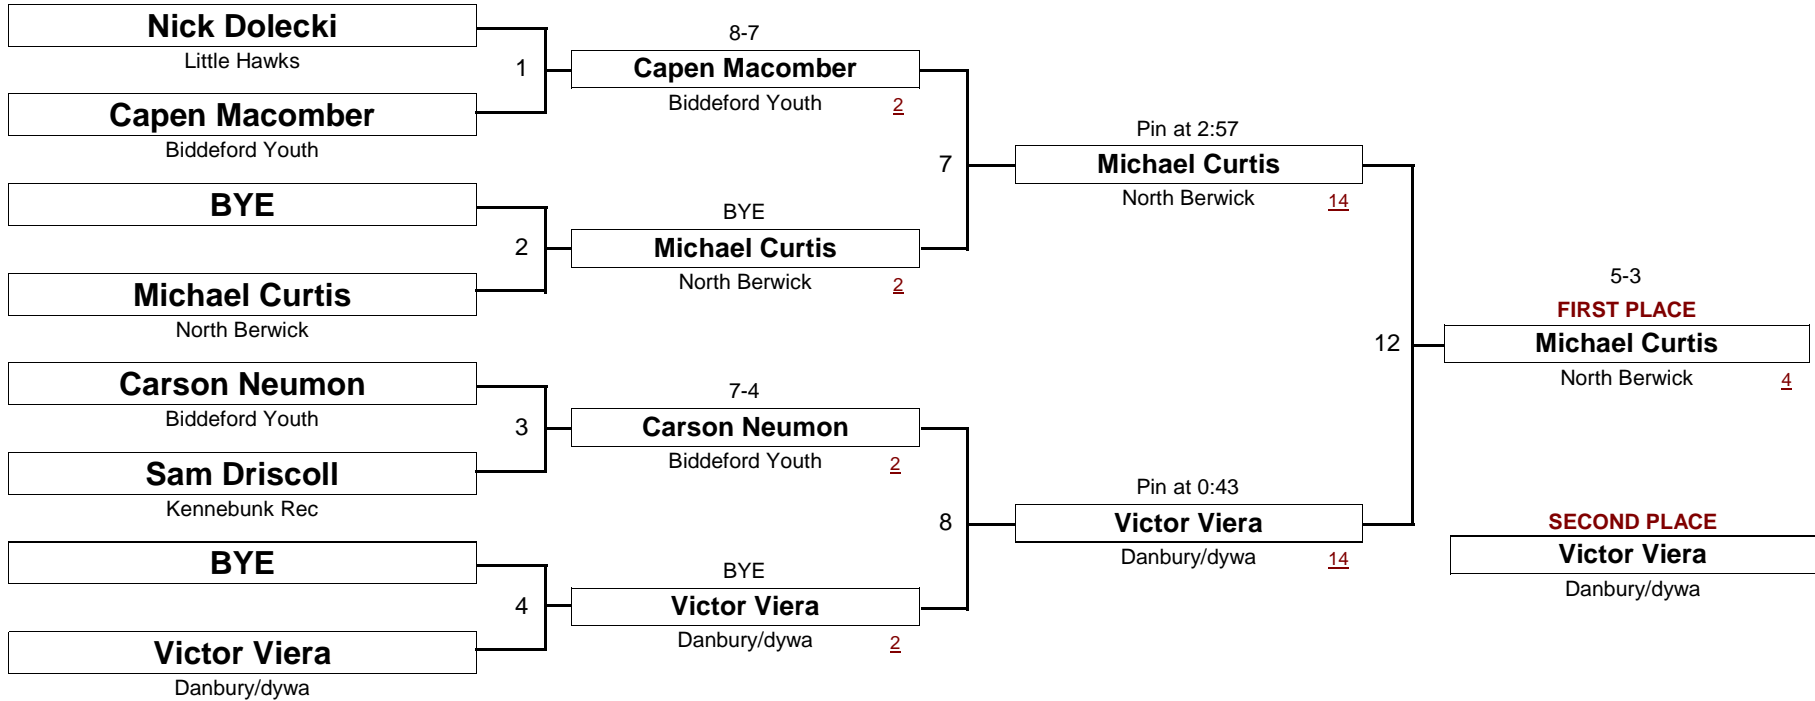 Nick Dolecki
Little Hawks
1
Capen Macomber
Biddeford Youth
BYE
2
Michael Curtis
North Berwick
Carson Neumon
Biddeford Youth
3
Sam Driscoll
Kennebunk Rec
BYE
4
Victor Viera
Danbury/dywa
8-7
Capen Macomber
Biddeford Youth 2
7
BYE
Michael Curtis
North Berwick 2
7-4
Carson Neumon
Biddeford Youth 2
8
BYE
Victor Viera
Danbury/dywa 2
Pin at 2:57
Michael Curtis
North Berwick 14
12
Pin at 0:43
Victor Viera
Danbury/dywa 14
5-3
FIRST PLACE
Michael Curtis
North Berwick 4
SECOND PLACE
Victor Viera
Danbury/dywa